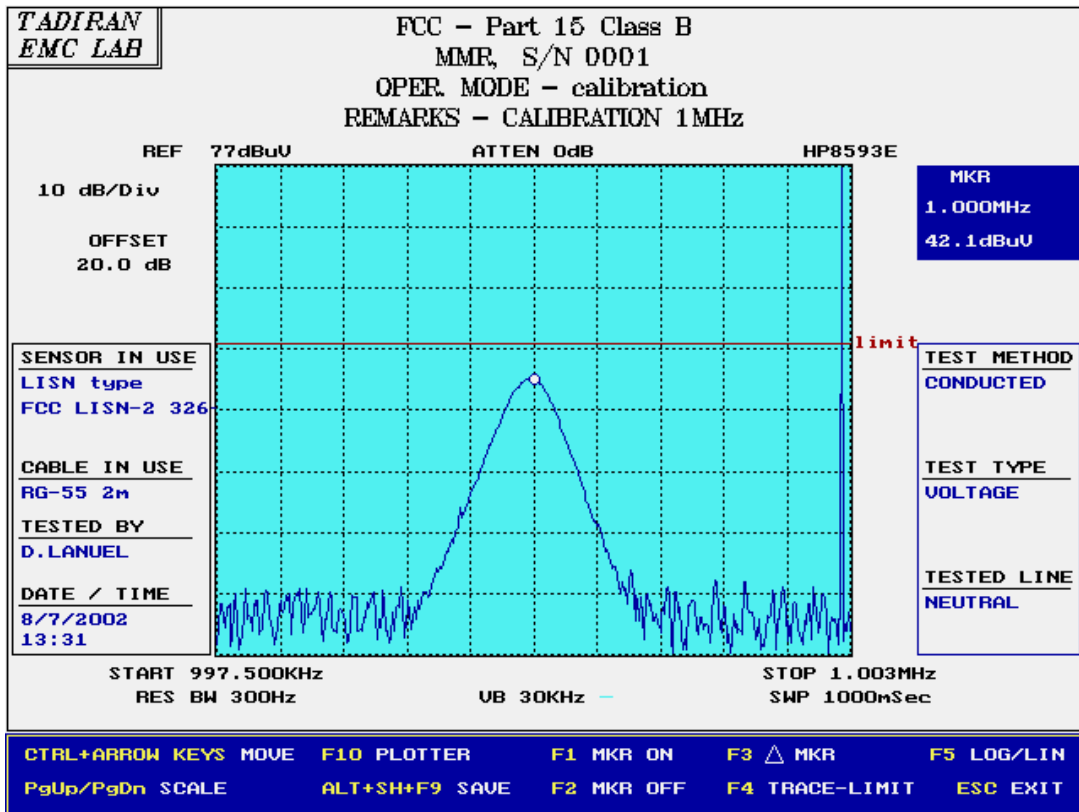 TADIRAN
EMC LAB
FCC - Part 15 Class B
MMR, S/N 0001
OPER. MODE - calibration
REMARKS - CALIBRATION 1MHz
REF 77dBuV ATTEN 0dB HP8593E
10 dB/Div
OFFSET
20.0 dB
MKR
1.000MHz
42.1dBuV
limit
SENSOR IN USE
LISN type
FCC LISN-2 326
CABLE IN USE
RG-55 2m
TESTED BY
D.LANUEL
DATE / TIME
8/7/2002
13:31
TEST METHOD
CONDUCTED
TEST TYPE
VOLTAGE
TESTED LINE
NEUTRAL
START 997.500KHz STOP 1.003MHz
RES BW 300Hz VB 30KHz SWP 1000mSec
CTRL+ARROW KEYS MOVE F10 PLOTTER F1 MKR ON F3 △ MKR F5 LOG/LIN
PgUp/PgDn SCALE ALT+SH+F9 SAVE F2 MKR OFF F4 TRACE-LIMIT ESC EXIT